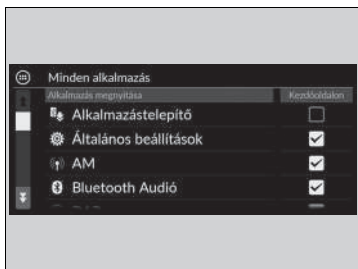 Minden alkalmazás
Alkalmazás megnyitása Kezdőoldalon
Alkalmazástelepítő
Általános beállítások
AM
Bluetooth Audió